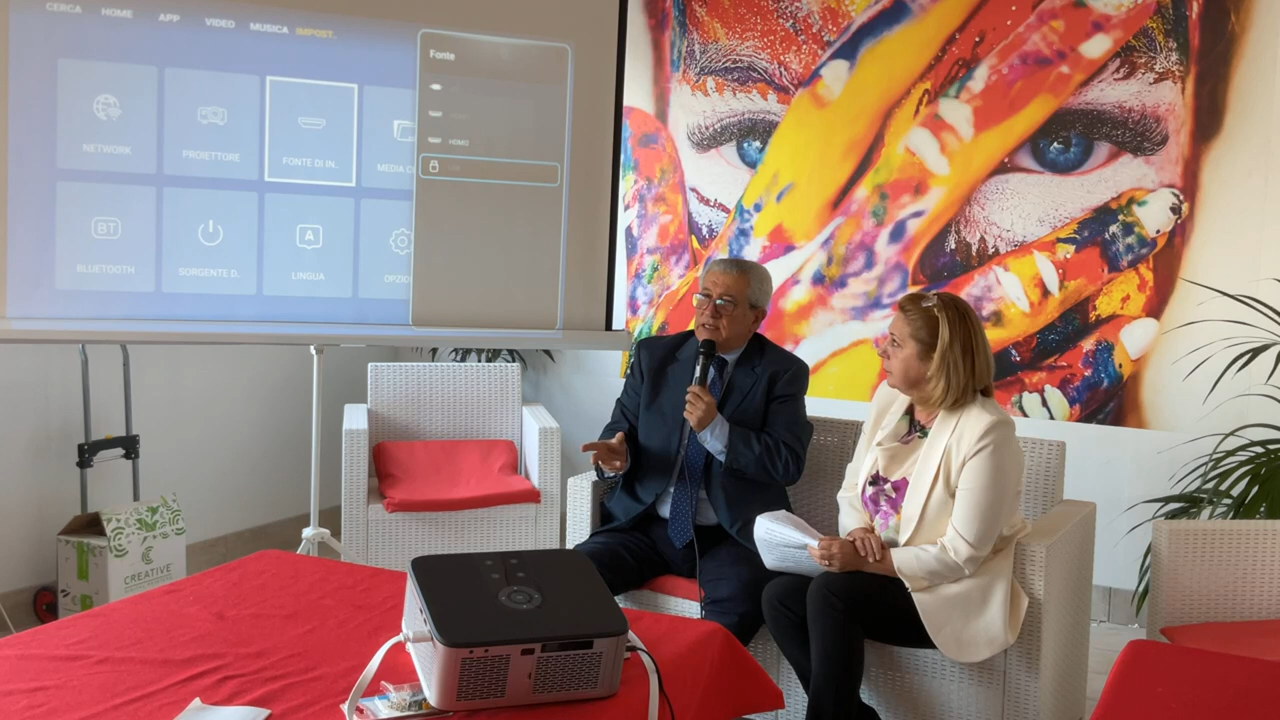 CERCA HOME APP VIDEO MUSICA IMPOST.
Fonte
HDMI2
NETWORK PROIETTORE FONTE DI IN.. MEDIA C
BT A
BLUETOOTH SORGENTE D.. LINGUA OPZIO
CREATIVE